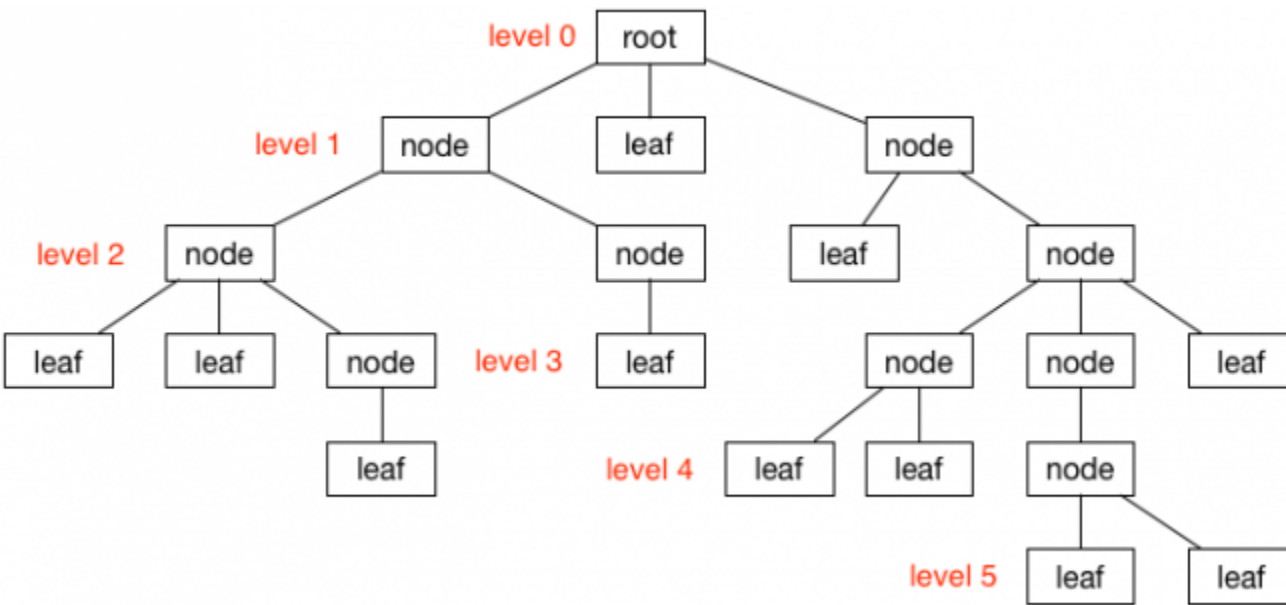 level 0 root
level 1 node leaf node
level 2 node node leaf node
leaf leaf node level 3 leaf node node leaf
leaf level 4 leaf leaf node
level 5 leaf leaf